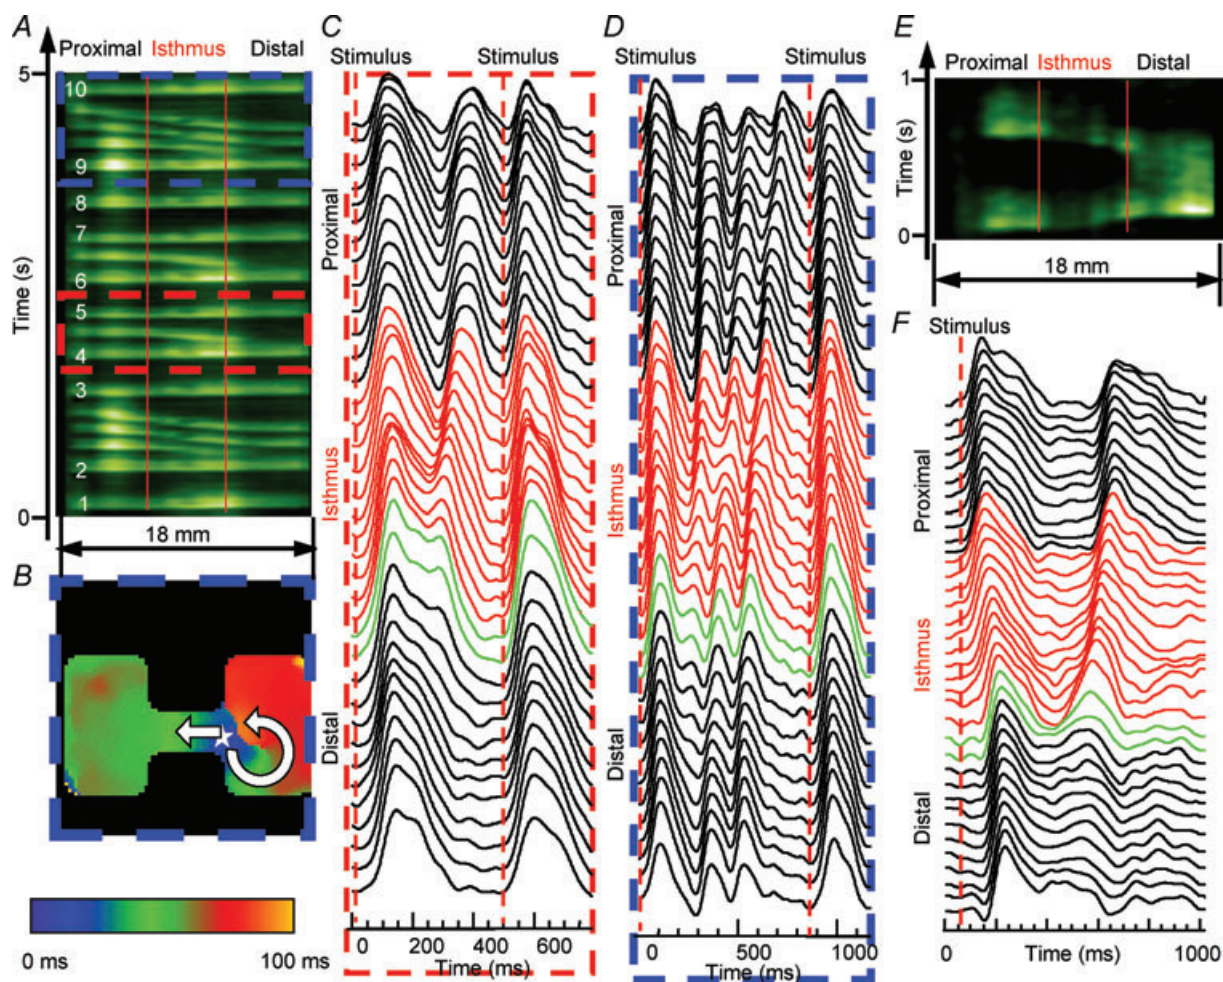 A
Proximal Isthmus Distal
5
10
9
8
7
6
5
4
3
2
1
0
Time (s)
18 mm
B
0 ms 100 ms
C
Stimulus Stimulus
Proximal
Isthmus
Distal
0 200 400 600
Time (ms)
D
Stimulus Stimulus
Proximal
Isthmus
Distal
0 500 1000
Time (ms)
E
Proximal Isthmus Distal
1
0
Time (s)
18 mm
F
Stimulus
Proximal
Isthmus
Distal
0 500 1000
Time (ms)